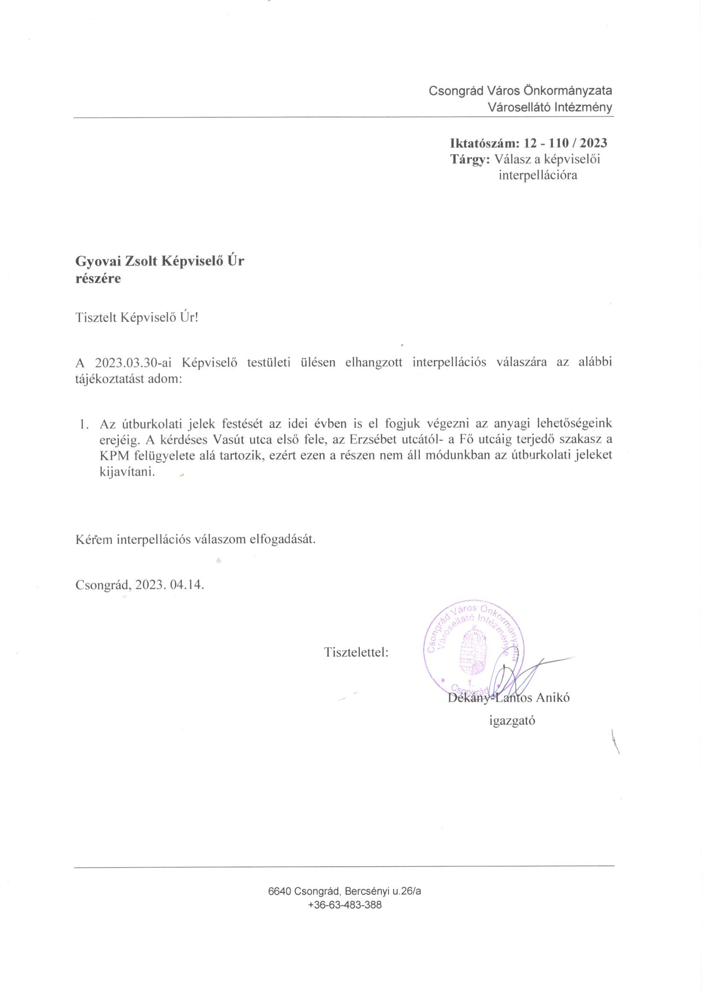 Csongrád Város Önkormányzata
Városellátó Intézmény
Iktatószám: 12 - 110 / 2023
Tárgy: Válasz a képviselői
interpellációra
Gyovai Zsolt Képviselő Úr
részére
Tisztelt Képviselő Úr!
A 2023.03.30-ai Képviselő testületi ülésen elhangzott interpellációs válaszára az alábbi
tájékoztatást adom:
1. Az útburkolati jelek festését az idei évben is el fogjuk végezni az anyagi lehetőségeink
erejéig. A kérdéses Vasút utca első fele, az Erzsébet utcától- a Fő utcáig terjedő szakasz a
KPM felügyelete alá tartozik, ezért ezen a részen nem áll módunkban az útburkolati jeleket
kijavítani.
Kérem interpellációs válaszom elfogadását.
Csongrád, 2023. 04.14.
Tisztelettel:
Csongrád Város Önkormányzata
Városellátó Intézménye
1.
Csongrád
Dékány-Lantos Anikó
igazgató
6640 Csongrád, Bercsényi u.26/a
+36-63-483-388